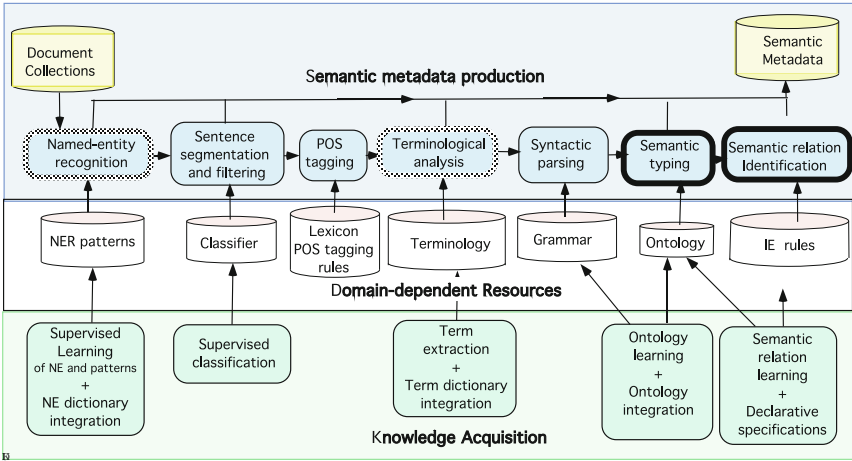 Document
Collections
Semantic
Metadata
Semantic metadata production
Named-entity
recognition
Sentence
segmentation
and filtering
POS
tagging
Terminological
analysis
Syntactic
parsing
Semantic
typing
Semantic relation
Identification
NER patterns
Classifier
Lexicon
POS tagging
rules
Terminology
Grammar
Ontology
IE rules
Domain-dependent Resources
Supervised
Learning
of NE and patterns
+
NE dictionary
integration
Supervised
classification
Term
extraction
+
Term dictionary
integration
Ontology
learning
+
Ontology
integration
Semantic
relation
learning
+
Declarative
specifications
Knowledge Acquisition